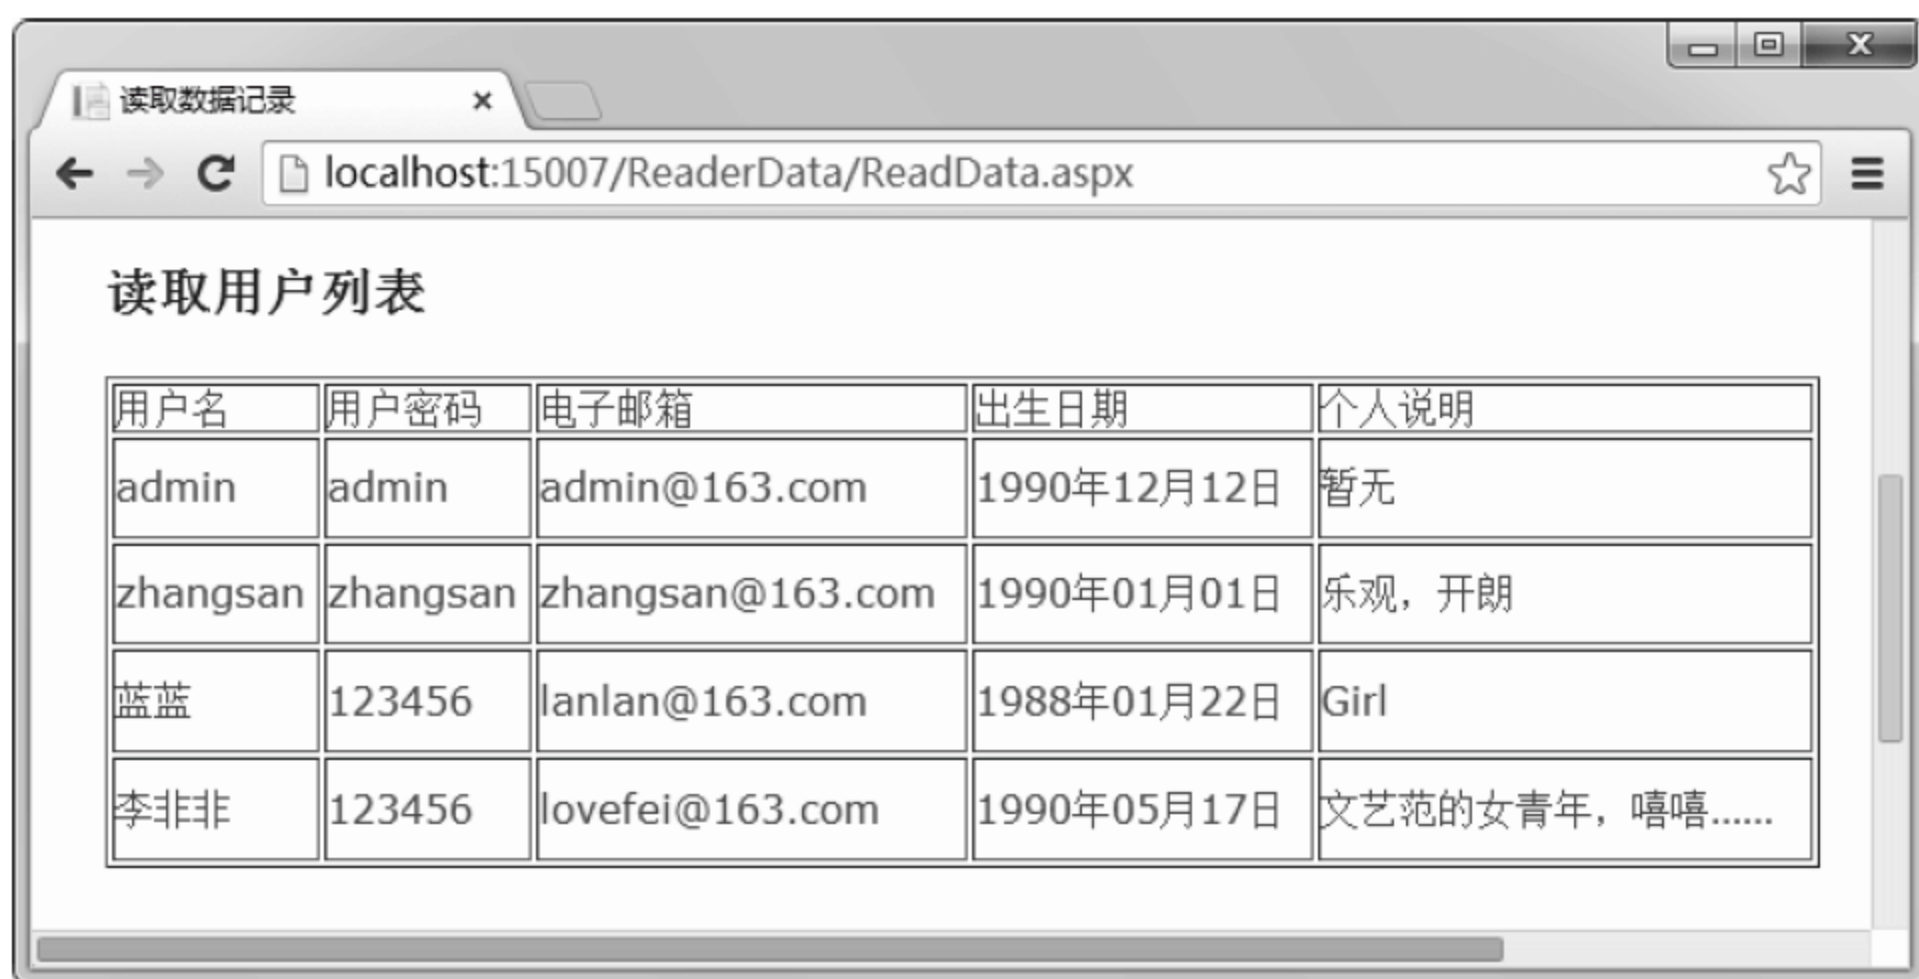 读取数据记录
localhost:15007/ReaderData/ReadData.aspx
读取用户列表
用户名 用户密码 电子邮箱 出生日期 个人说明
admin admin admin@163.com 1990年12月12日 暂无
zhangsan zhangsan zhangsan@163.com 1990年01月01日 乐观，开朗
蓝蓝 123456 lanlan@163.com 1988年01月22日 Girl
李非非 123456 lovefei@163.com 1990年05月17日 文艺范的女青年，嘻嘻......